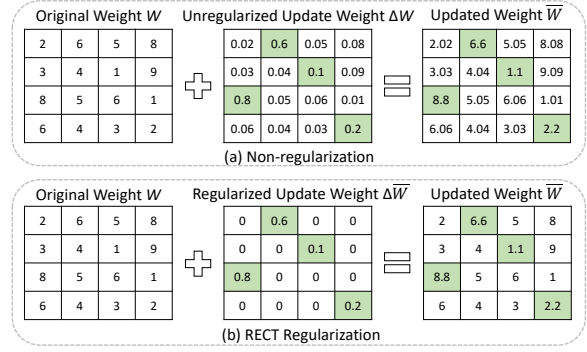 Original Weight W Unregularized Update Weight ΔW Updated Weight W̅
2 6 5 8 0.02 0.6 0.05 0.08 2.02 6.6 5.05 8.08
3 4 1 9 0.03 0.04 0.1 0.09 3.03 4.04 1.1 9.09
8 5 6 1 0.8 0.05 0.06 0.01 8.8 5.05 6.06 1.01
6 4 3 2 0.06 0.04 0.03 0.2 6.06 4.04 3.03 2.2
(a) Non-regularization
Original Weight W Regularized Update Weight ΔW̅ Updated Weight W̅
2 6 5 8 0 0.6 0 0 2 6.6 5 8
3 4 1 9 0 0 0.1 0 3 4 1.1 9
8 5 6 1 0.8 0 0 0 8.8 5 6 1
6 4 3 2 0 0 0 0.2 6 4 3 2.2
(b) RECT Regularization